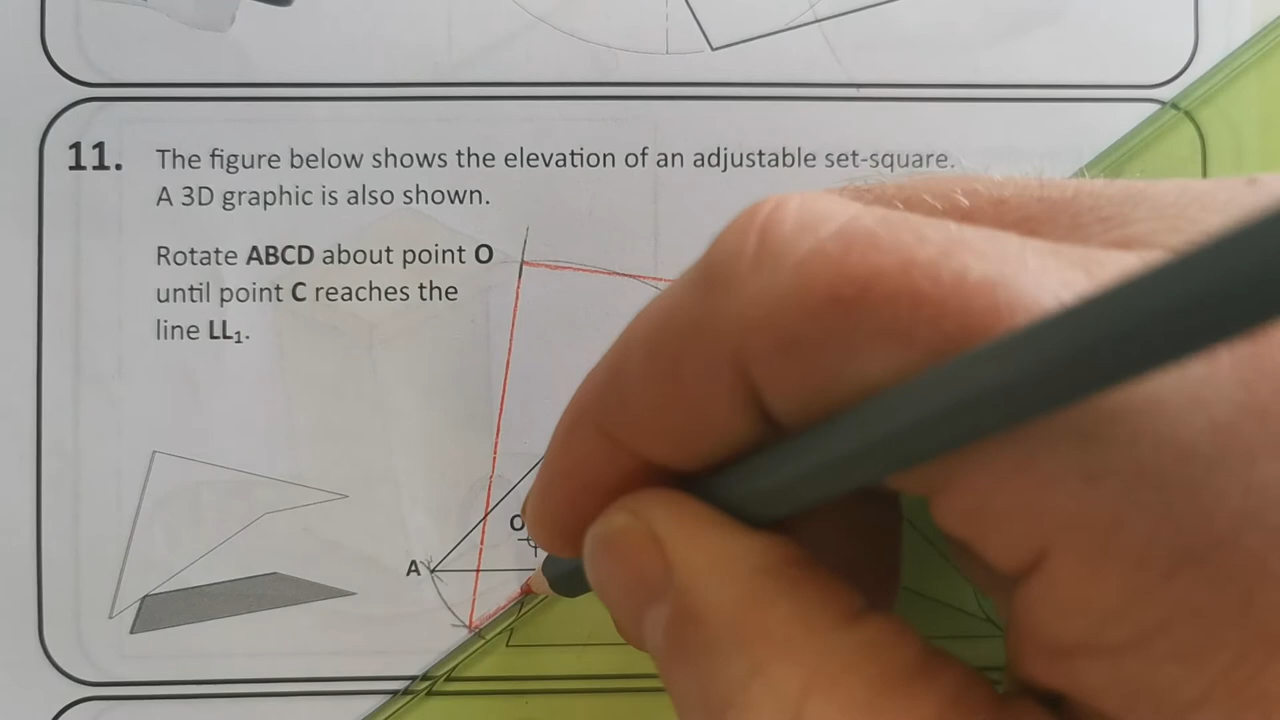 11.
The figure below shows the elevation of an adjustable set-square.
A 3D graphic is also shown.
Rotate ABCD about point O
until point C reaches the
line LL₁.
O
A